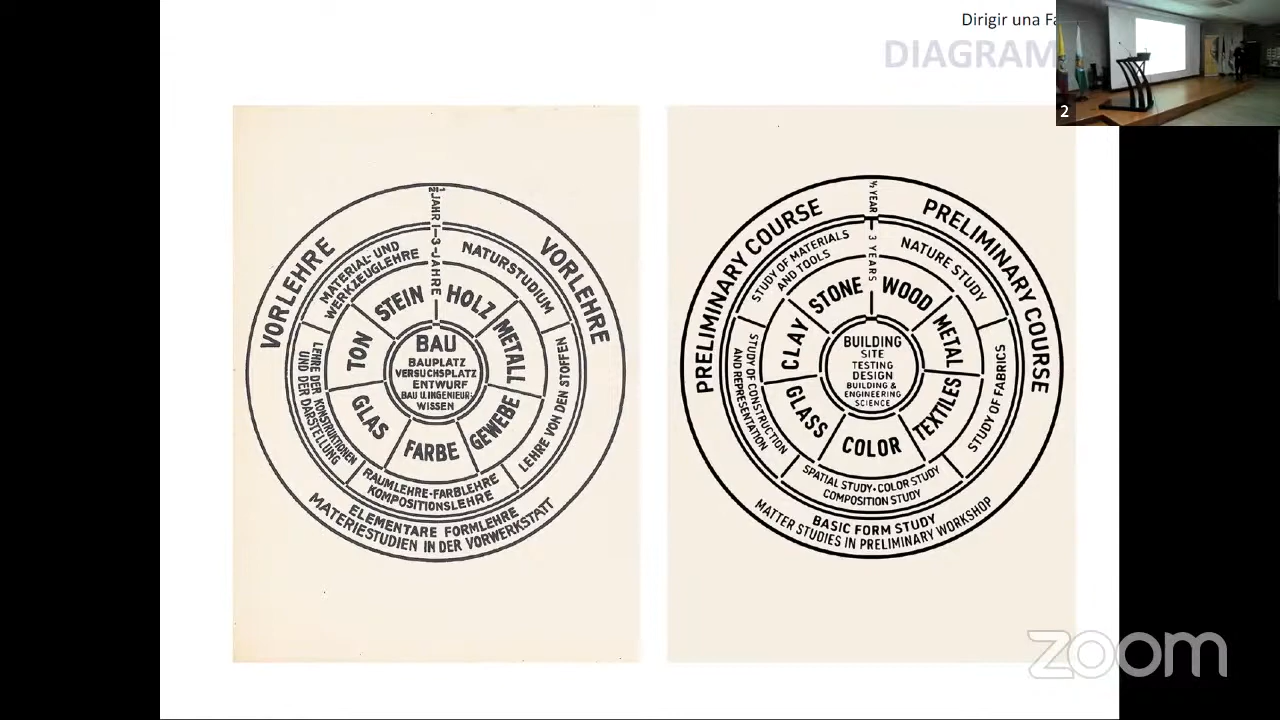 Dirigir una Fa
DIAGRAM
2
VORLEHRE
VORLEHRE
½ JAHR
1–3–JAHRE
MATERIAL- UND
WERKZEUGLEHRE
NATURSTUDIUM
LEHRE VON DEN STOFFEN
RAUMLEHRE·FARBLEHRE
KOMPOSITIONSLEHRE
LEHRE DER KONSTRUKTIONEN
UND DER DARSTELLUNG
STEIN
HOLZ
METALL
GEWEBE
FARBE
GLAS
TON
BAU
BAUPLATZ
VERSUCHSPLATZ
ENTWURF
BAU U. INGENIEUR-
WISSEN
ELEMENTARE FORMLEHRE
MATERIESTUDIEN IN DER VORWERKSTATT
PRELIMINARY COURSE
PRELIMINARY COURSE
½ YEAR
3 YEARS
STUDY OF MATERIALS
AND TOOLS
NATURE STUDY
STUDY OF FABRICS
SPATIAL STUDY·COLOR STUDY
COMPOSITION STUDY
STUDY OF CONSTRUCTION
AND REPRESENTATION
STONE
WOOD
METAL
TEXTILES
COLOR
GLASS
CLAY
BUILDING
SITE
TESTING
DESIGN
BUILDING &
ENGINEERING
SCIENCE
BASIC FORM STUDY
MATTER STUDIES IN PRELIMINARY WORKSHOP
zoom